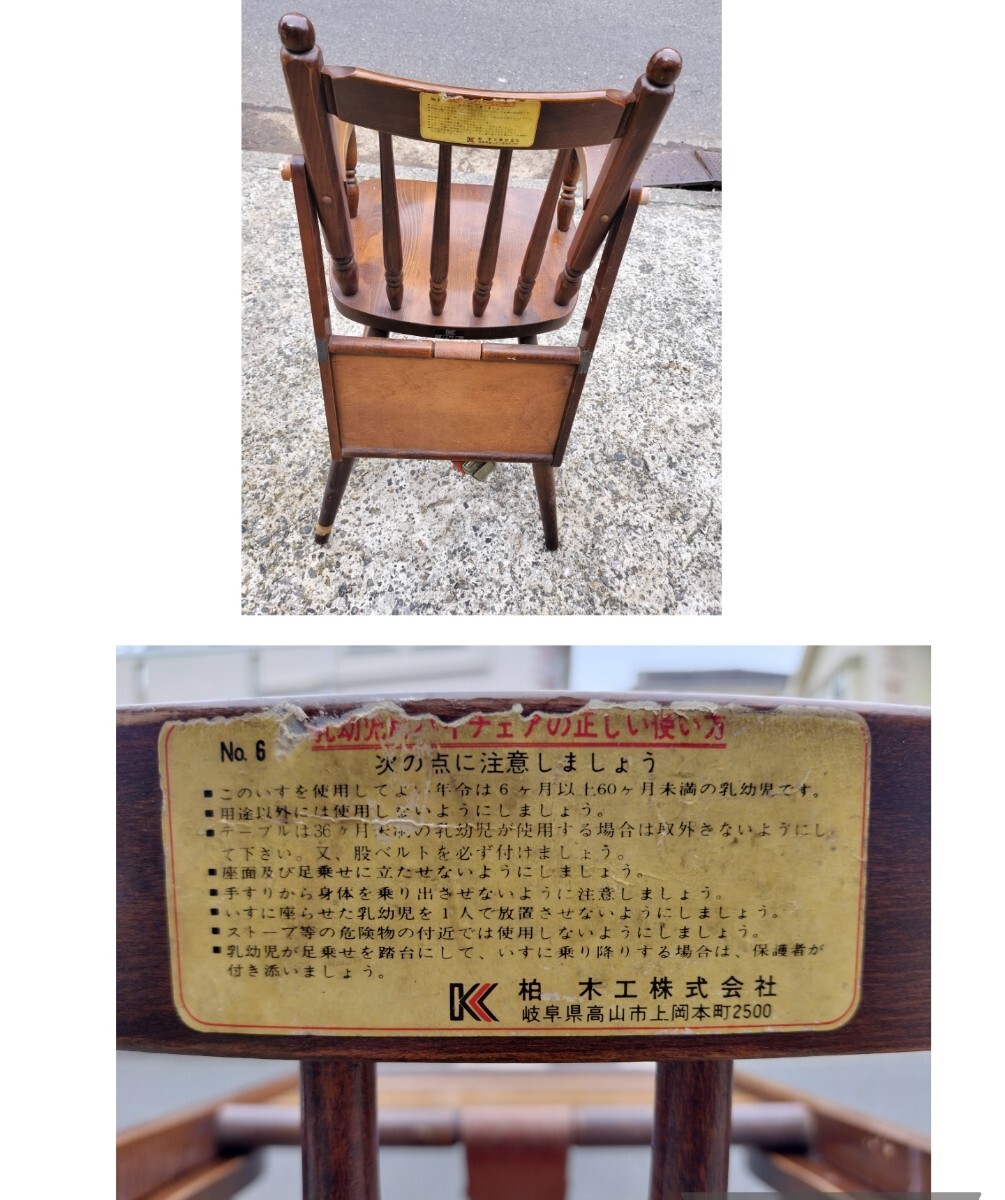 No. 6
乳幼児用ハイチェアの正しい使い方
次の点に注意しましょう
■このいすを使用してよい年令は6ヶ月以上60ヶ月未満の乳幼児です。
■用途以外には使用しないようにしましょう。
■テーブルは36ヶ月未満の乳幼児が使用する場合は取外さないようにし
て下さい。又、股ベルトを必ず付けましょう。
■座面及び足乗せに立たせないようにしましょう。
■手すりから身体を乗り出させないように注意しましょう。
■いすに座らせた乳幼児を1人で放置させないようにしましょう。
■ストーブ等の危険物の付近では使用しないようにしましょう。
■乳幼児が足乗せを踏台にして、いすに乗り降りする場合は、保護者が
付き添いましょう。
柏木工株式会社
岐阜県高山市上岡本町2500